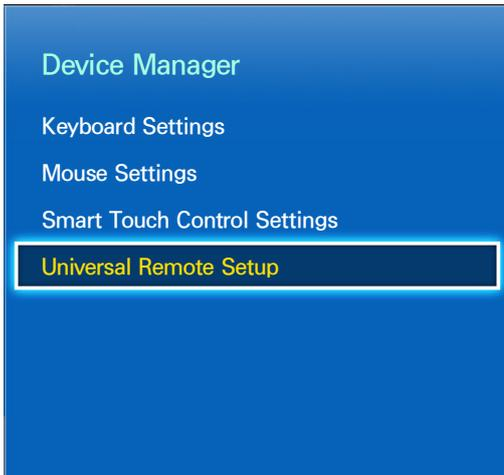 Device Manager
Keyboard Settings
Mouse Settings
Smart Touch Control Settings
Universal Remote Setup